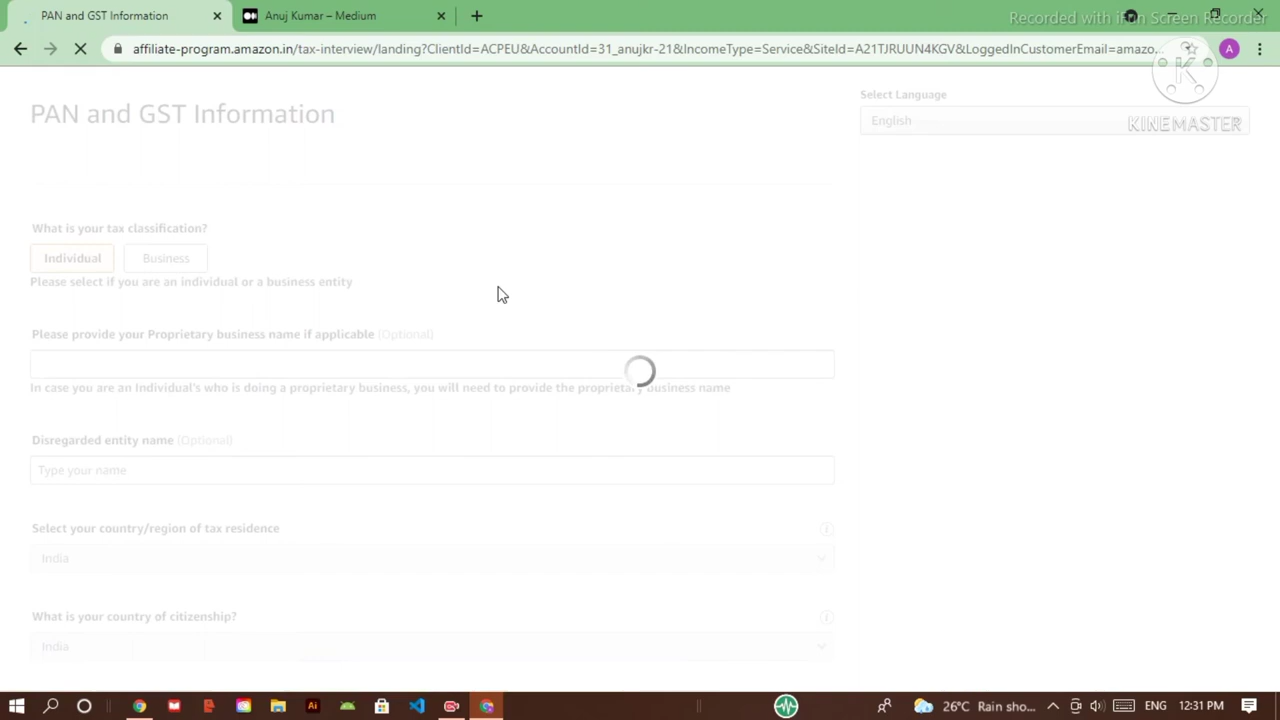 PAN and GST Information
Anuj Kumar – Medium
Recorded with iFun Screen Recorder
affiliate-program.amazon.in/tax-interview/landing?ClientId=ACPEU&AccountId=31_anujkr-21&IncomeType=Service&SiteId=A21TJRUUN4KGV&LoggedInCustomerEmail=amazo...
A
K
KINEMASTER
PAN and GST Information
Select Language
English
What is your tax classification?
Individual
Business
Please select if you are an individual or a business entity
Please provide your Proprietary business name if applicable (Optional)
In case you are an Individual's who is doing a proprietary business, you will need to provide the proprietary business name
Disregarded entity name (Optional)
Type your name
Select your country/region of tax residence
India
What is your country of citizenship?
India
Ai
26°C Rain sho...
ENG
12:31 PM